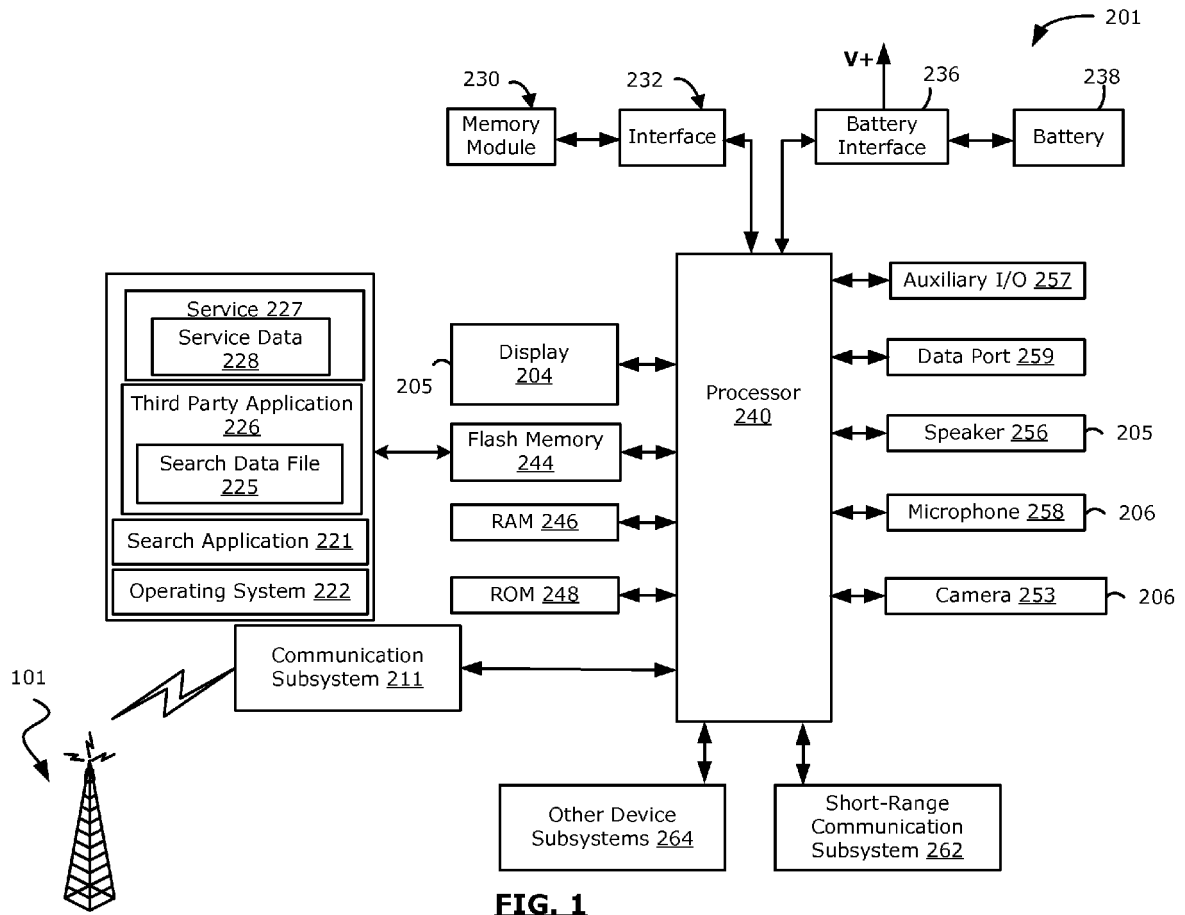 201
V+
230
232
236
238
Memory
Module
Interface
Battery
Interface
Battery
Service 227
Service Data
228
Third Party Application
226
Search Data File
225
Search Application 221
Operating System 222
205
Display
204
Flash Memory
244
RAM 246
ROM 248
Communication
Subsystem 211
Processor
240
Auxiliary I/O 257
Data Port 259
Speaker 256
205
Microphone 258
206
Camera 253
206
101
Other Device
Subsystems 264
Short-Range
Communication
Subsystem 262
FIG. 1